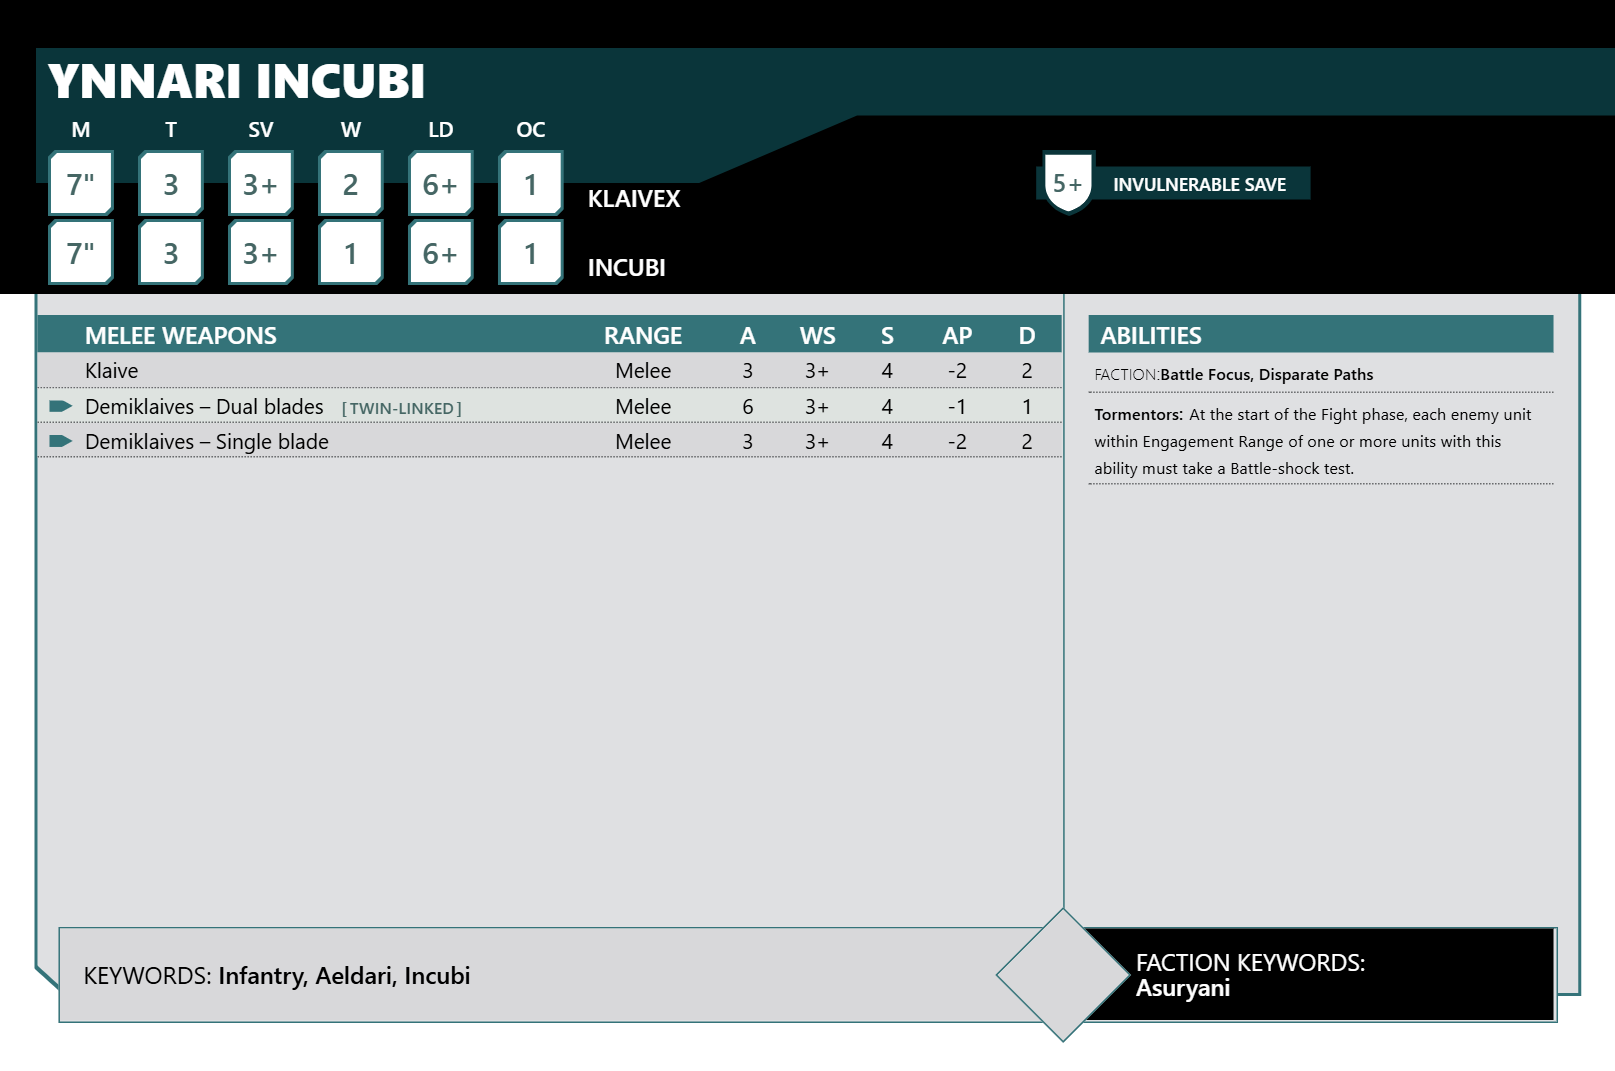 YNNARI INCUBI
M T SV W LD OC
7" 3 3+ 2 6+ 1 KLAIVEX
7" 3 3+ 1 6+ 1 INCUBI
5+ INVULNERABLE SAVE
MELEE WEAPONS RANGE A WS S AP D
Klaive Melee 3 3+ 4 -2 2
Demiklaives – Dual blades [TWIN-LINKED] Melee 6 3+ 4 -1 1
Demiklaives – Single blade Melee 3 3+ 4 -2 2
ABILITIES
FACTION:Battle Focus, Disparate Paths
Tormentors: At the start of the Fight phase, each enemy unit
within Engagement Range of one or more units with this
ability must take a Battle-shock test.
KEYWORDS: Infantry, Aeldari, Incubi
FACTION KEYWORDS:
Asuryani